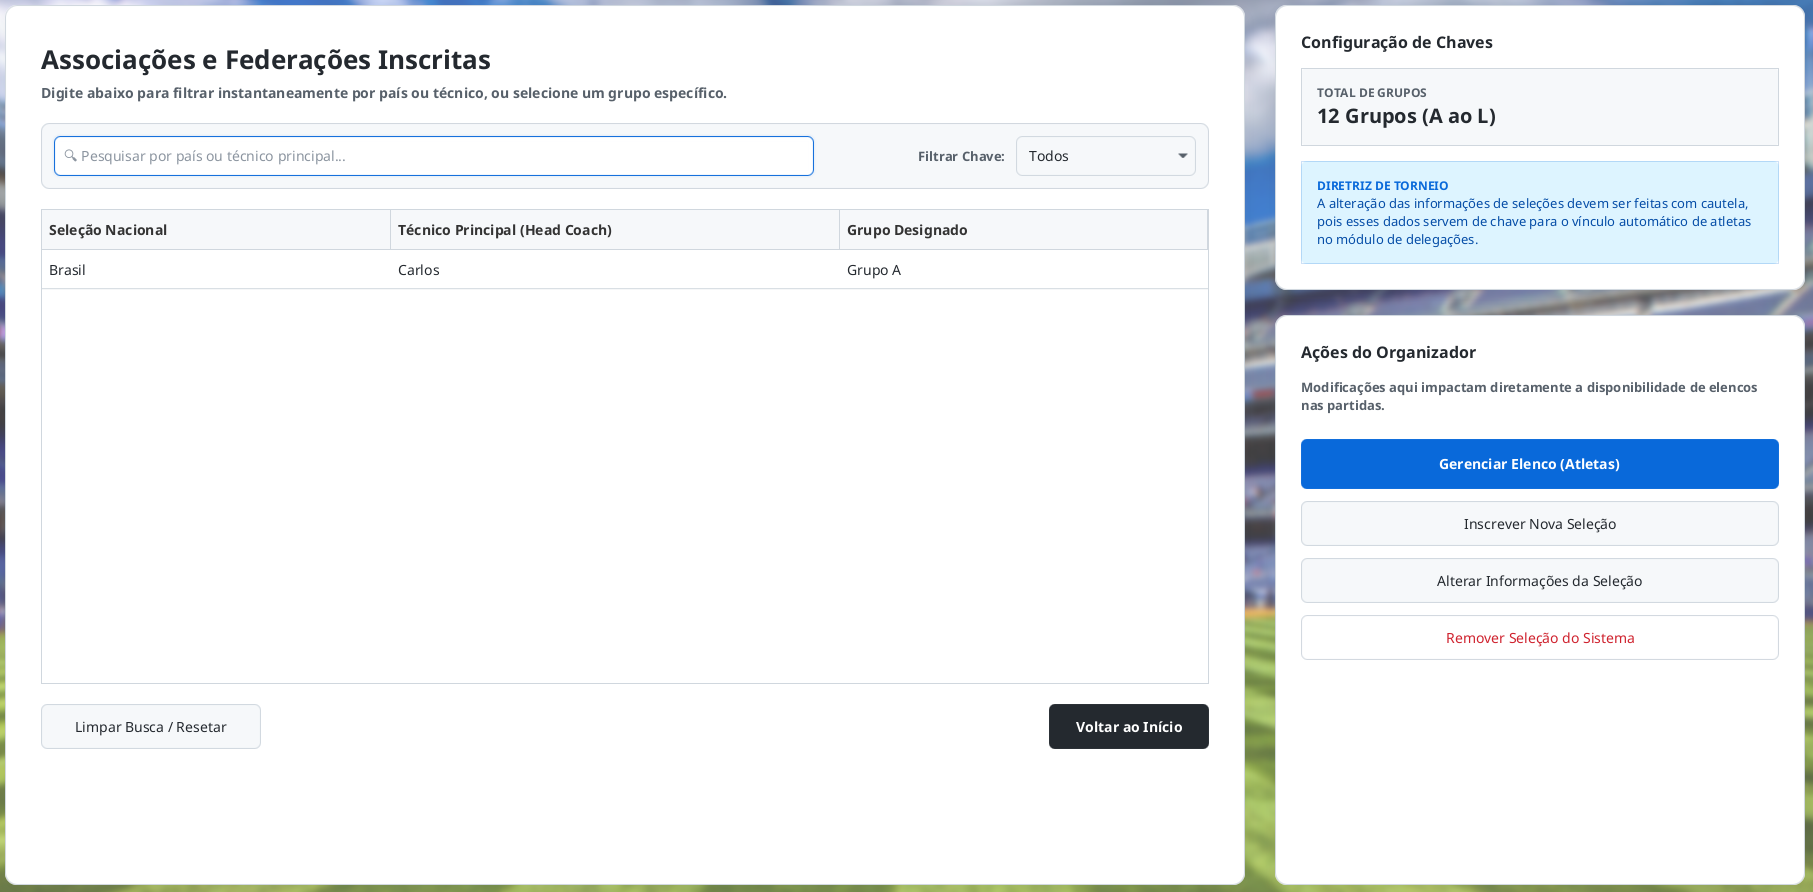 Associações e Federações Inscritas
Digite abaixo para filtrar instantaneamente por país ou técnico, ou selecione um grupo específico.
🔍 Pesquisar por país ou técnico principal...
Filtrar Chave:
Todos
Seleção Nacional
Técnico Principal (Head Coach)
Grupo Designado
Brasil
Carlos
Grupo A
Limpar Busca / Resetar
Voltar ao Início
Configuração de Chaves
TOTAL DE GRUPOS
12 Grupos (A ao L)
DIRETRIZ DE TORNEIO
A alteração das informações de seleções devem ser feitas com cautela,
pois esses dados servem de chave para o vínculo automático de atletas
no módulo de delegações.
Ações do Organizador
Modificações aqui impactam diretamente a disponibilidade de elencos
nas partidas.
Gerenciar Elenco (Atletas)
Inscrever Nova Seleção
Alterar Informações da Seleção
Remover Seleção do Sistema